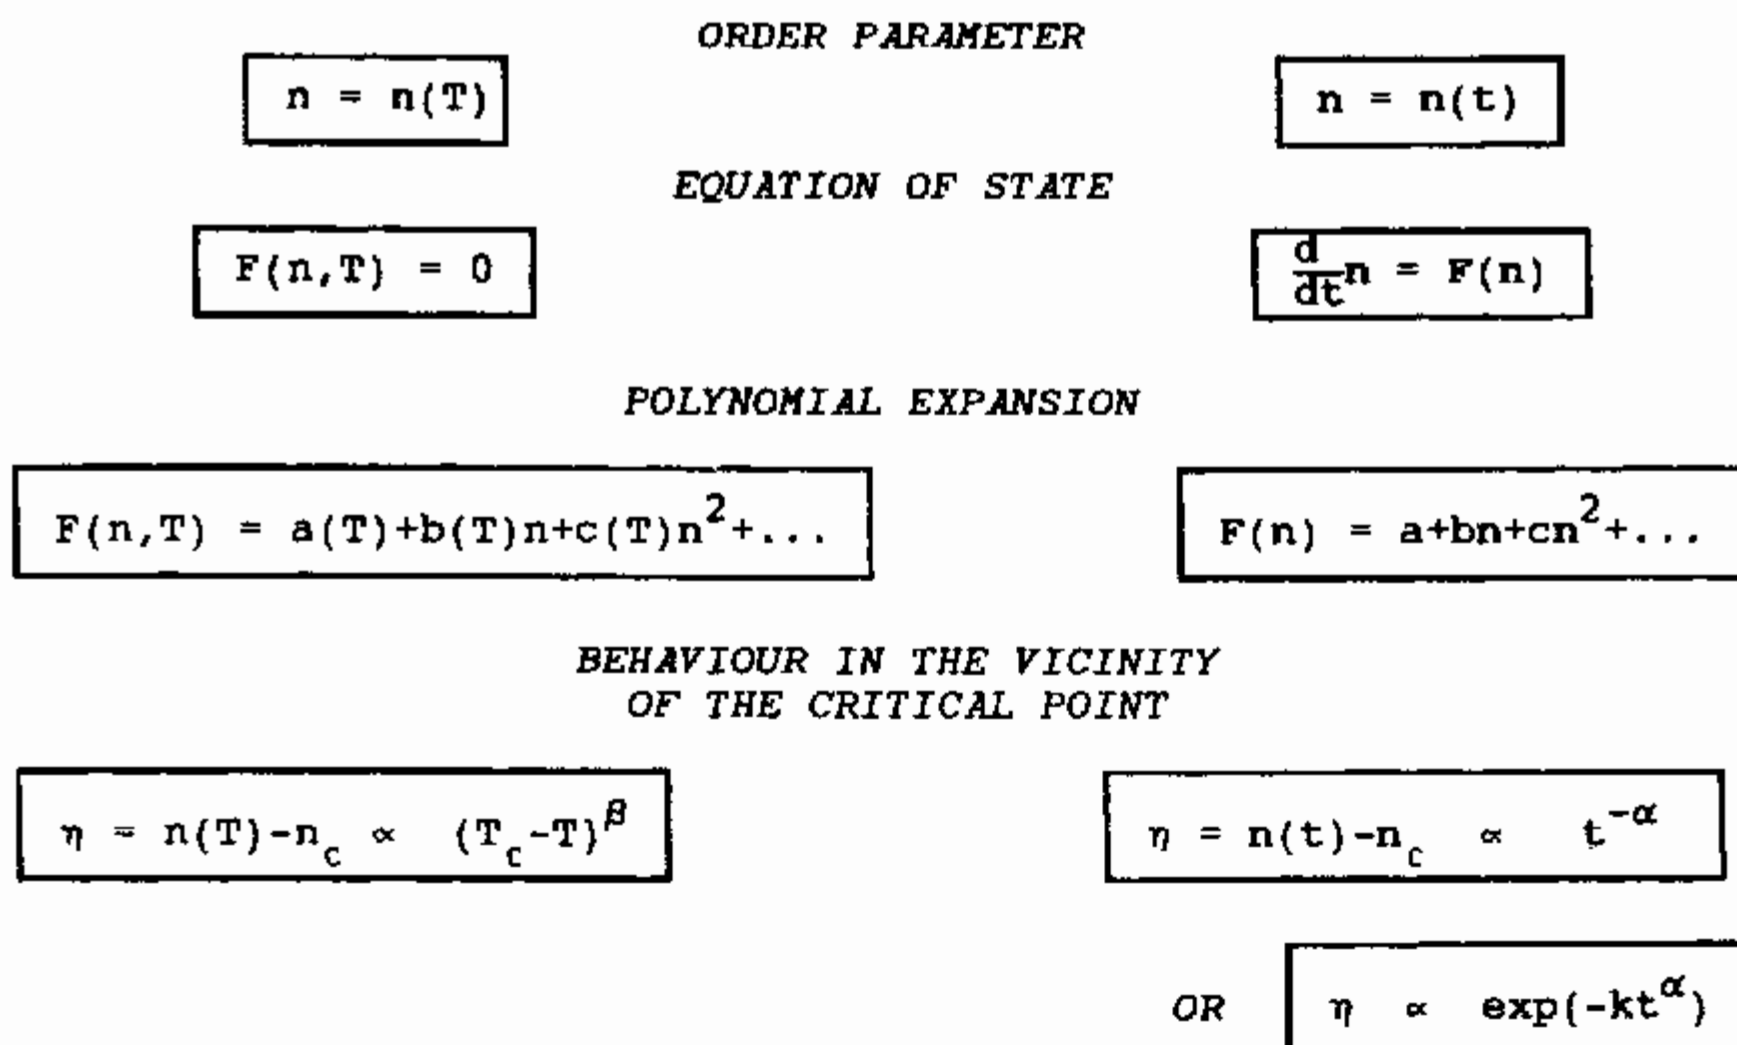 ORDER PARAMETER
n = n(T)
n = n(t)
EQUATION OF STATE
F(n,T) = 0
d/dt n = F(n)
POLYNOMIAL EXPANSION
F(n,T) = a(T)+b(T)n+c(T)n²+...
F(n) = a+bn+cn²+...
BEHAVIOUR IN THE VICINITY
OF THE CRITICAL POINT
η = n(T)-n_c ∝ (T_c-T)^β
η = n(t)-n_c ∝ t^-α
OR η ∝ exp(-kt^α)